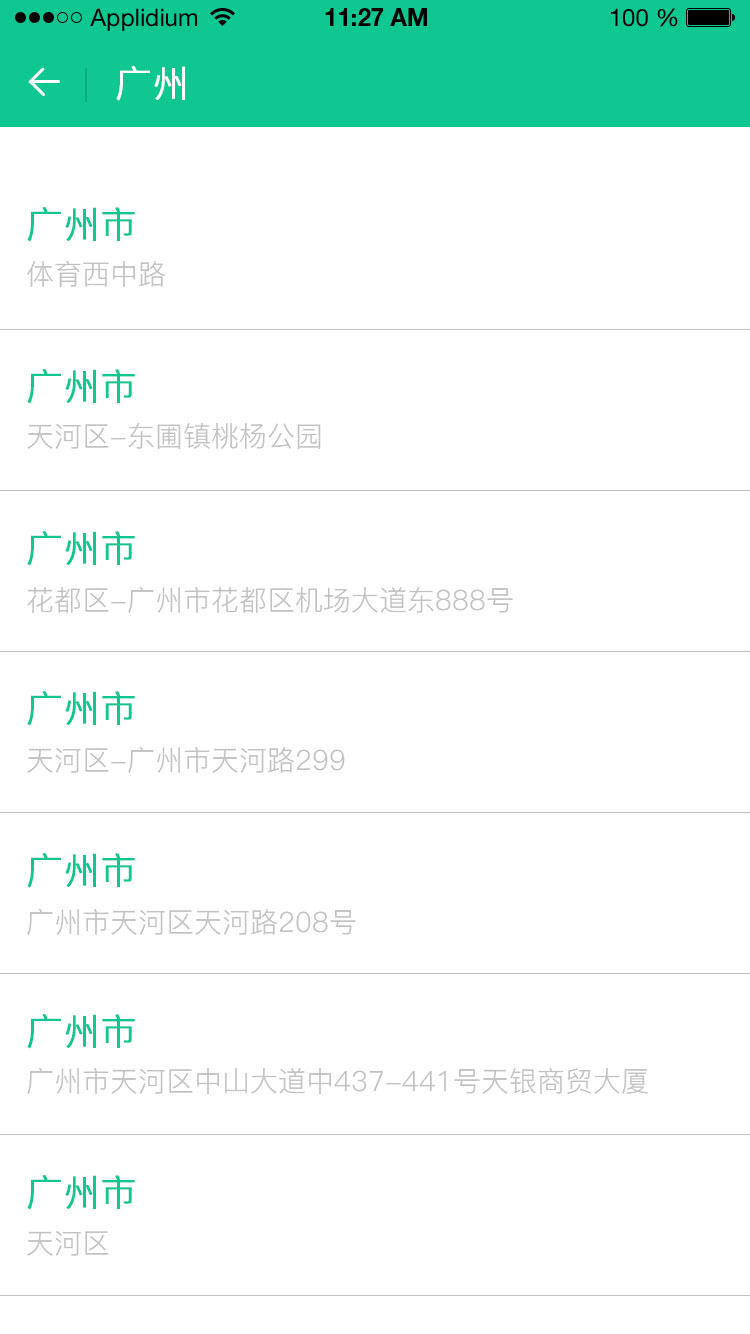 Applidium 11:27 AM 100 %
广州
广州市
体育西中路
广州市
天河区-东圃镇桃杨公园
广州市
花都区-广州市花都区机场大道东888号
广州市
天河区-广州市天河路299
广州市
广州市天河区天河路208号
广州市
广州市天河区中山大道中437-441号天银商贸大厦
广州市
天河区